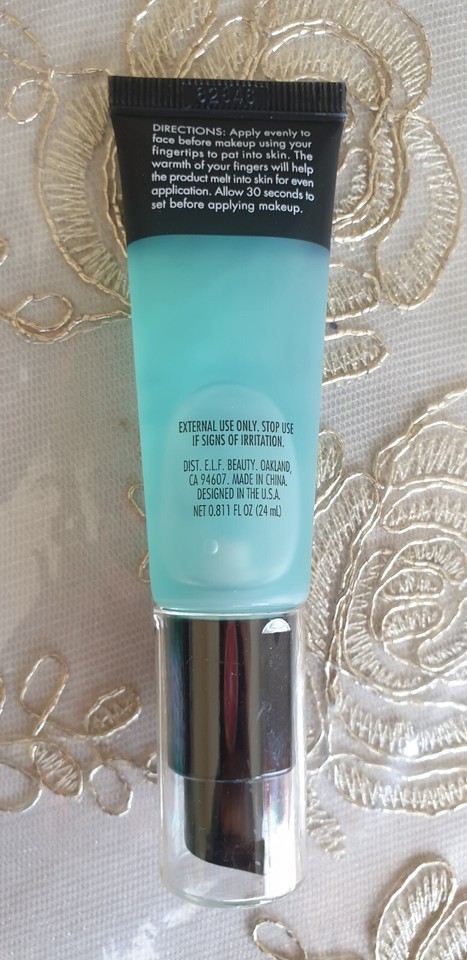 DIRECTIONS: Apply evenly to
face before makeup using your
fingertips to pat into skin. The
warmth of your fingers will help
the product melt into skin for even
application. Allow 30 seconds to
set before applying makeup.
EXTERNAL USE ONLY. STOP USE
IF SIGNS OF IRRITATION.
DIST. E.L.F. BEAUTY. OAKLAND,
CA 94607. MADE IN CHINA.
DESIGNED IN THE U.S.A.
NET 0.811 FL OZ (24 mL)